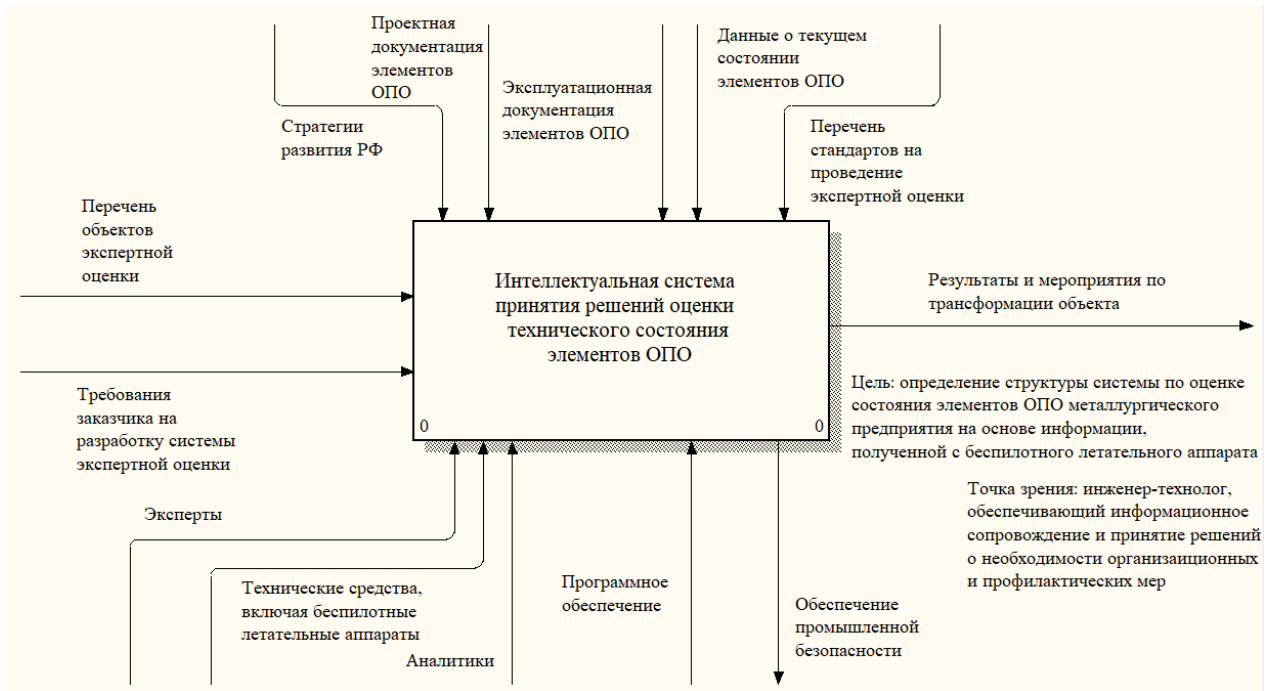 Проектная
документация
элементов
ОПО
Стратегии
развития РФ
Эксплуатационная
документация
элементов ОПО
Данные о текущем
состоянии
элементов ОПО
Перечень
стандартов на
проведение
экспертной оценки
Перечень
объектов
экспертной
оценки
Требования
заказчика на
разработку системы
экспертной оценки
Интеллектуальная система
принятия решений оценки
технического состояния
элементов ОПО
0
0
Результаты и мероприятия по
трансформации объекта
Цель: определение структуры системы по оценке
состояния элементов ОПО металлургического
предприятия на основе информации,
полученной с беспилотного летательного аппарата
Точка зрения: инженер-технолог,
обеспечивающий информационное
сопровождение и принятие решений
о необходимости организаиционных
и профилактических мер
Эксперты
Технические средства,
включая беспилотные
летательные аппараты
Аналитики
Программное
обеспечение
Обеспечение
промышленной
безопасности